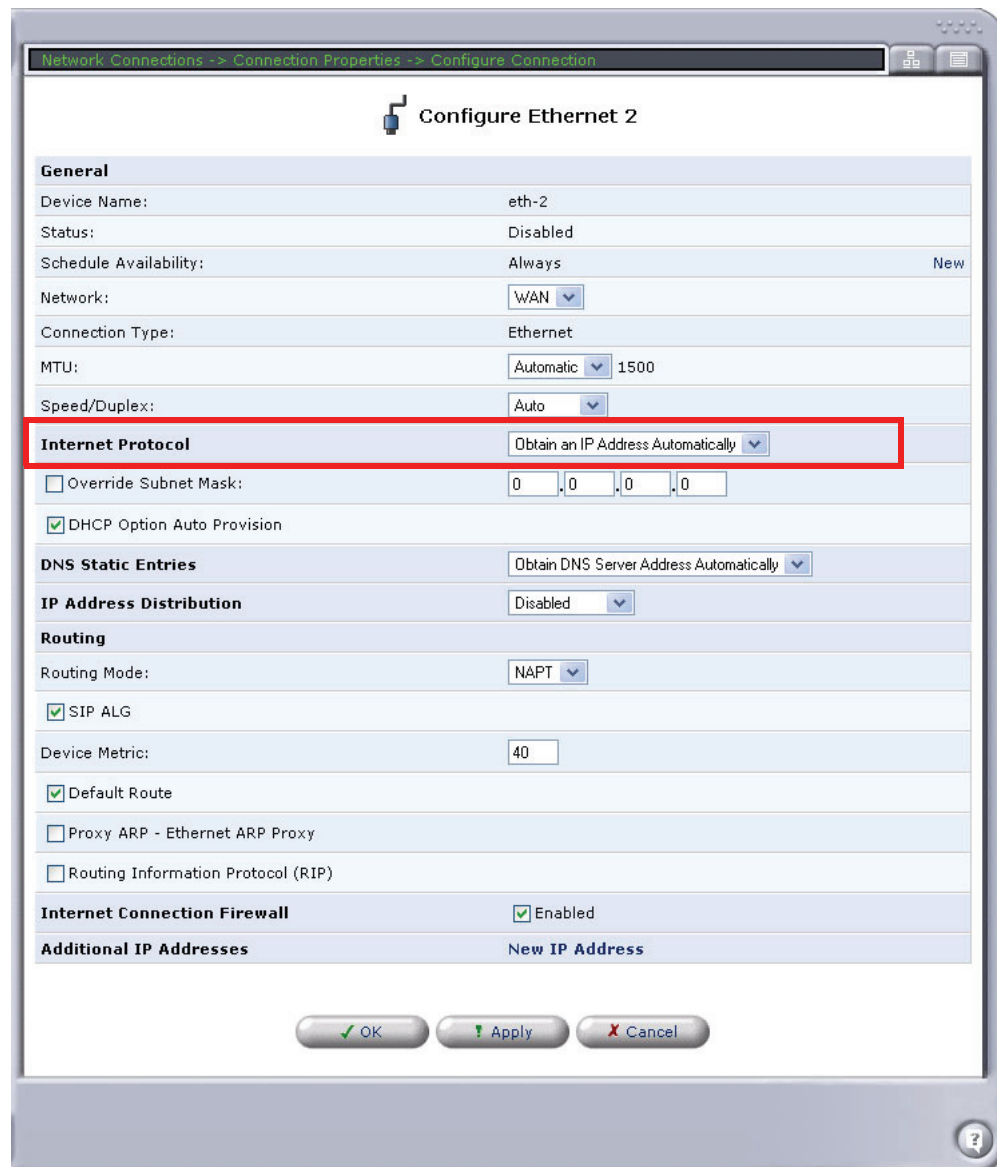 Network Connections -> Connection Properties -> Configure Connection
Configure Ethernet 2
General
Device Name: eth-2
Status: Disabled
Schedule Availability: Always New
Network: WAN
Connection Type: Ethernet
MTU: Automatic 1500
Speed/Duplex: Auto
Internet Protocol Obtain an IP Address Automatically
Override Subnet Mask: 0 .0 .0 .0
DHCP Option Auto Provision
DNS Static Entries Obtain DNS Server Address Automatically
IP Address Distribution Disabled
Routing
Routing Mode: NAPT
SIP ALG
Device Metric: 40
Default Route
Proxy ARP - Ethernet ARP Proxy
Routing Information Protocol (RIP)
Internet Connection Firewall Enabled
Additional IP Addresses New IP Address
OK ! Apply Cancel
?